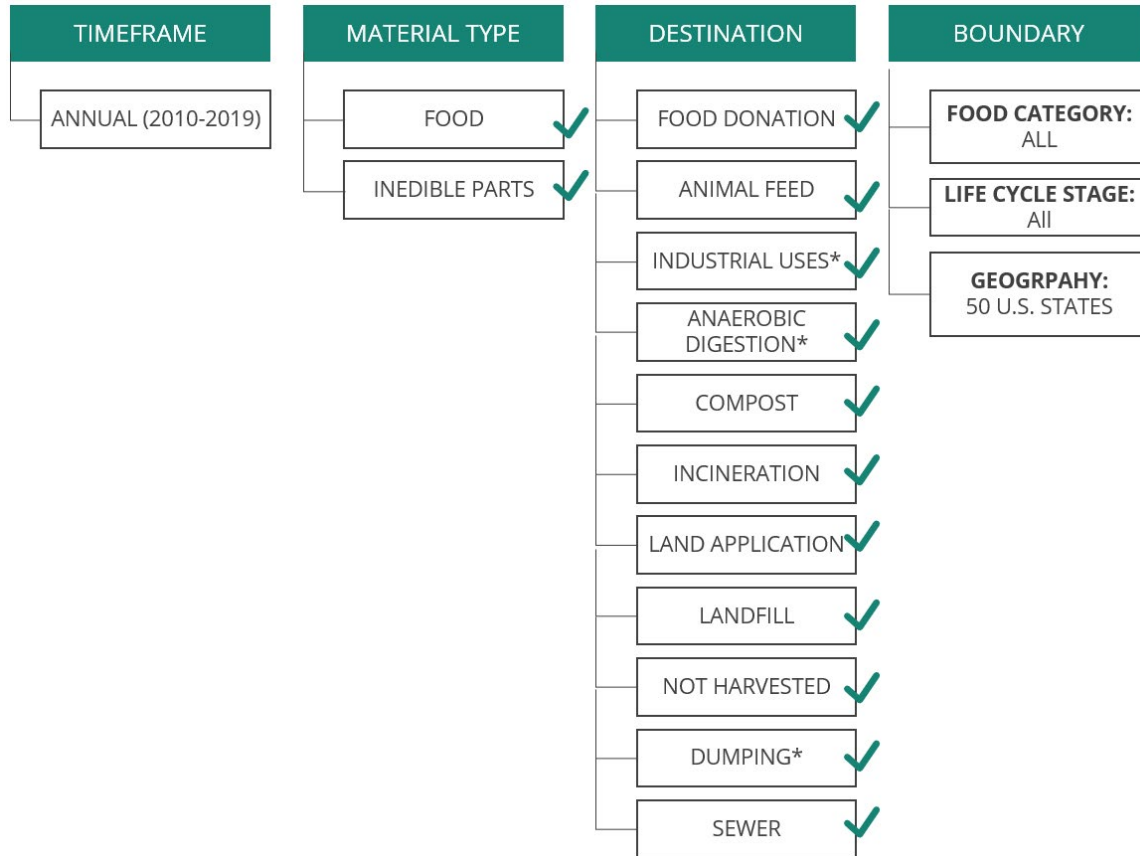 TIMEFRAME
ANNUAL (2010-2019)
MATERIAL TYPE
FOOD
INEDIBLE PARTS
DESTINATION
FOOD DONATION
ANIMAL FEED
INDUSTRIAL USES*
ANAEROBIC
DIGESTION*
COMPOST
INCINERATION
LAND APPLICATION
LANDFILL
NOT HARVESTED
DUMPING*
SEWER
BOUNDARY
FOOD CATEGORY:
ALL
LIFE CYCLE STAGE:
All
GEOGRPAHY:
50 U.S. STATES